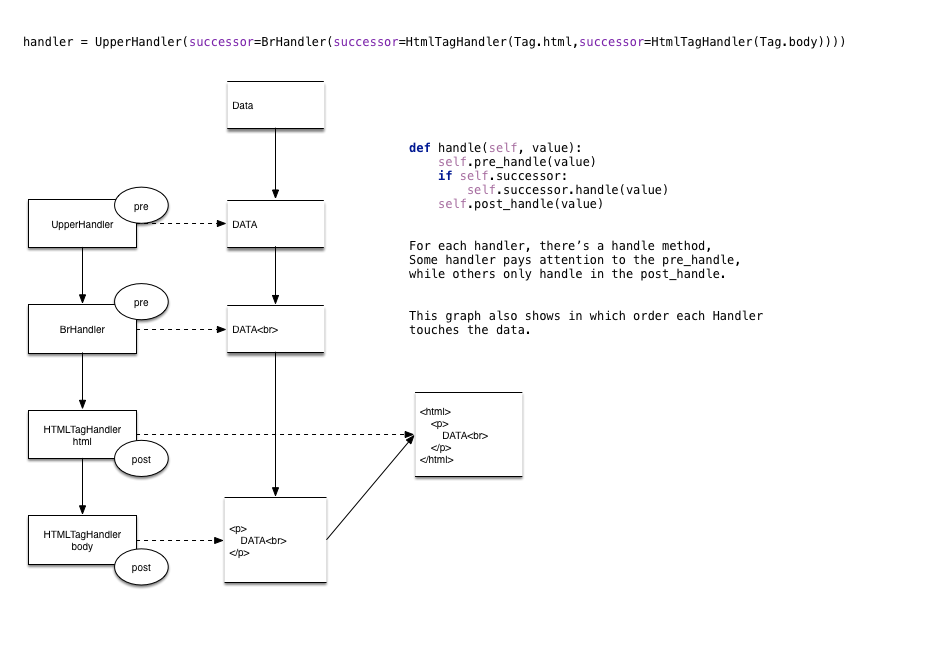 handler = UpperHandler(successor=BrHandler(successor=HtmlTagHandler(Tag.html,successor=HtmlTagHandler(Tag.body))))
Data
def handle(self, value):
    self.pre_handle(value)
    if self.successor:
        self.successor.handle(value)
    self.post_handle(value)
pre
UpperHandler
DATA
For each handler, there’s a handle method,
Some handler pays attention to the pre_handle,
while others only handle in the post_handle.
pre
BrHandler
DATA<br>
This graph also shows in which order each Handler
touches the data.
HTMLTagHandler
html
post
<html>
<p>
DATA<br>
</p>
</html>
HTMLTagHandler
body
post
<p>
DATA<br>
</p>